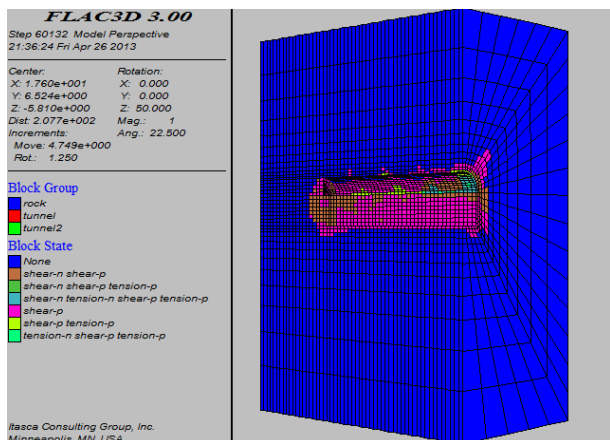 FLAC3D 3.00
Step 60132 Model Perspective
21:36:24 Fri Apr 26 2013
Center:
X: 1.760e+001
Y: 6.524e+000
Z: -5.810e+000
Dist: 2.077e+002
Increments:
Move: 4.749e+000
Rot.: 1.250
Rotation:
X: 0.000
Y: 0.000
Z: 50.000
Mag.: 1
Ang.: 22.500
Block Group
rock
tunnel
tunnel2
Block State
None
shear-n shear-p
shear-n shear-p tension-p
shear-n tension-n shear-p tension-p
shear-p
shear-p tension-p
tension-n shear-p tension-p
Itasca Consulting Group, Inc.
Minneapolis, MN USA